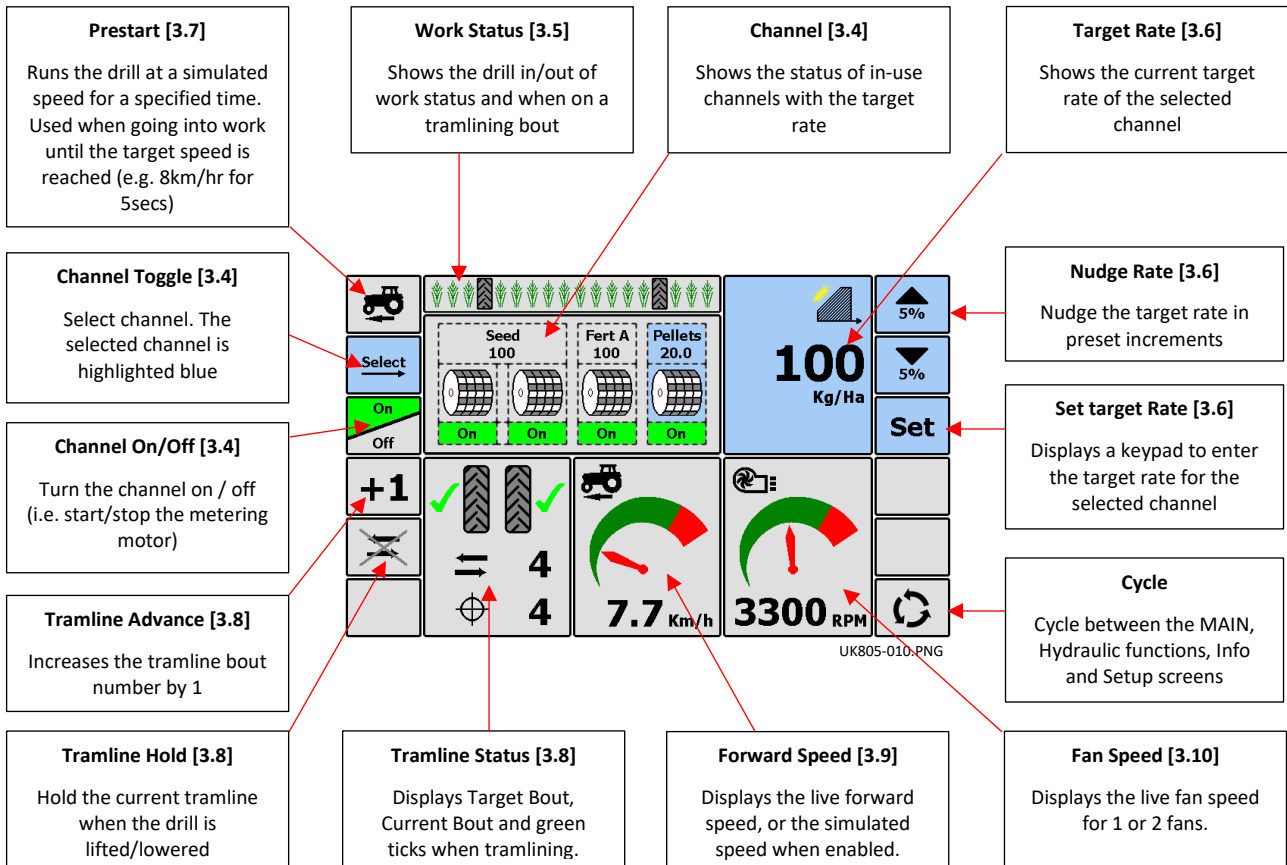 Prestart [3.7]
Runs the drill at a simulated
speed for a specified time.
Used when going into work
until the target speed is
reached (e.g. 8km/hr for
5secs)
Work Status [3.5]
Shows the drill in/out of
work status and when on a
tramlining bout
Channel [3.4]
Shows the status of in-use
channels with the target
rate
Target Rate [3.6]
Shows the current target
rate of the selected
channel
Channel Toggle [3.4]
Select channel. The
selected channel is
highlighted blue
Channel On/Off [3.4]
Turn the channel on / off
(i.e. start/stop the metering
motor)
Tramline Advance [3.8]
Increases the tramline bout
number by 1
Tramline Hold [3.8]
Hold the current tramline
when the drill is
lifted/lowered
Select
On
Off
+1
Seed
100
Fert A
100
Pellets
20.0
On
On
On
On
100
Kg/Ha
5%
5%
Set
4
4
7.7 Km/h
3300 RPM
UK805-010.PNG
Nudge Rate [3.6]
Nudge the target rate in
preset increments
Set target Rate [3.6]
Displays a keypad to enter
the target rate for the
selected channel
Cycle
Cycle between the MAIN,
Hydraulic functions, Info
and Setup screens
Tramline Status [3.8]
Displays Target Bout,
Current Bout and green
ticks when tramlining.
Forward Speed [3.9]
Displays the live forward
speed, or the simulated
speed when enabled.
Fan Speed [3.10]
Displays the live fan speed
for 1 or 2 fans.